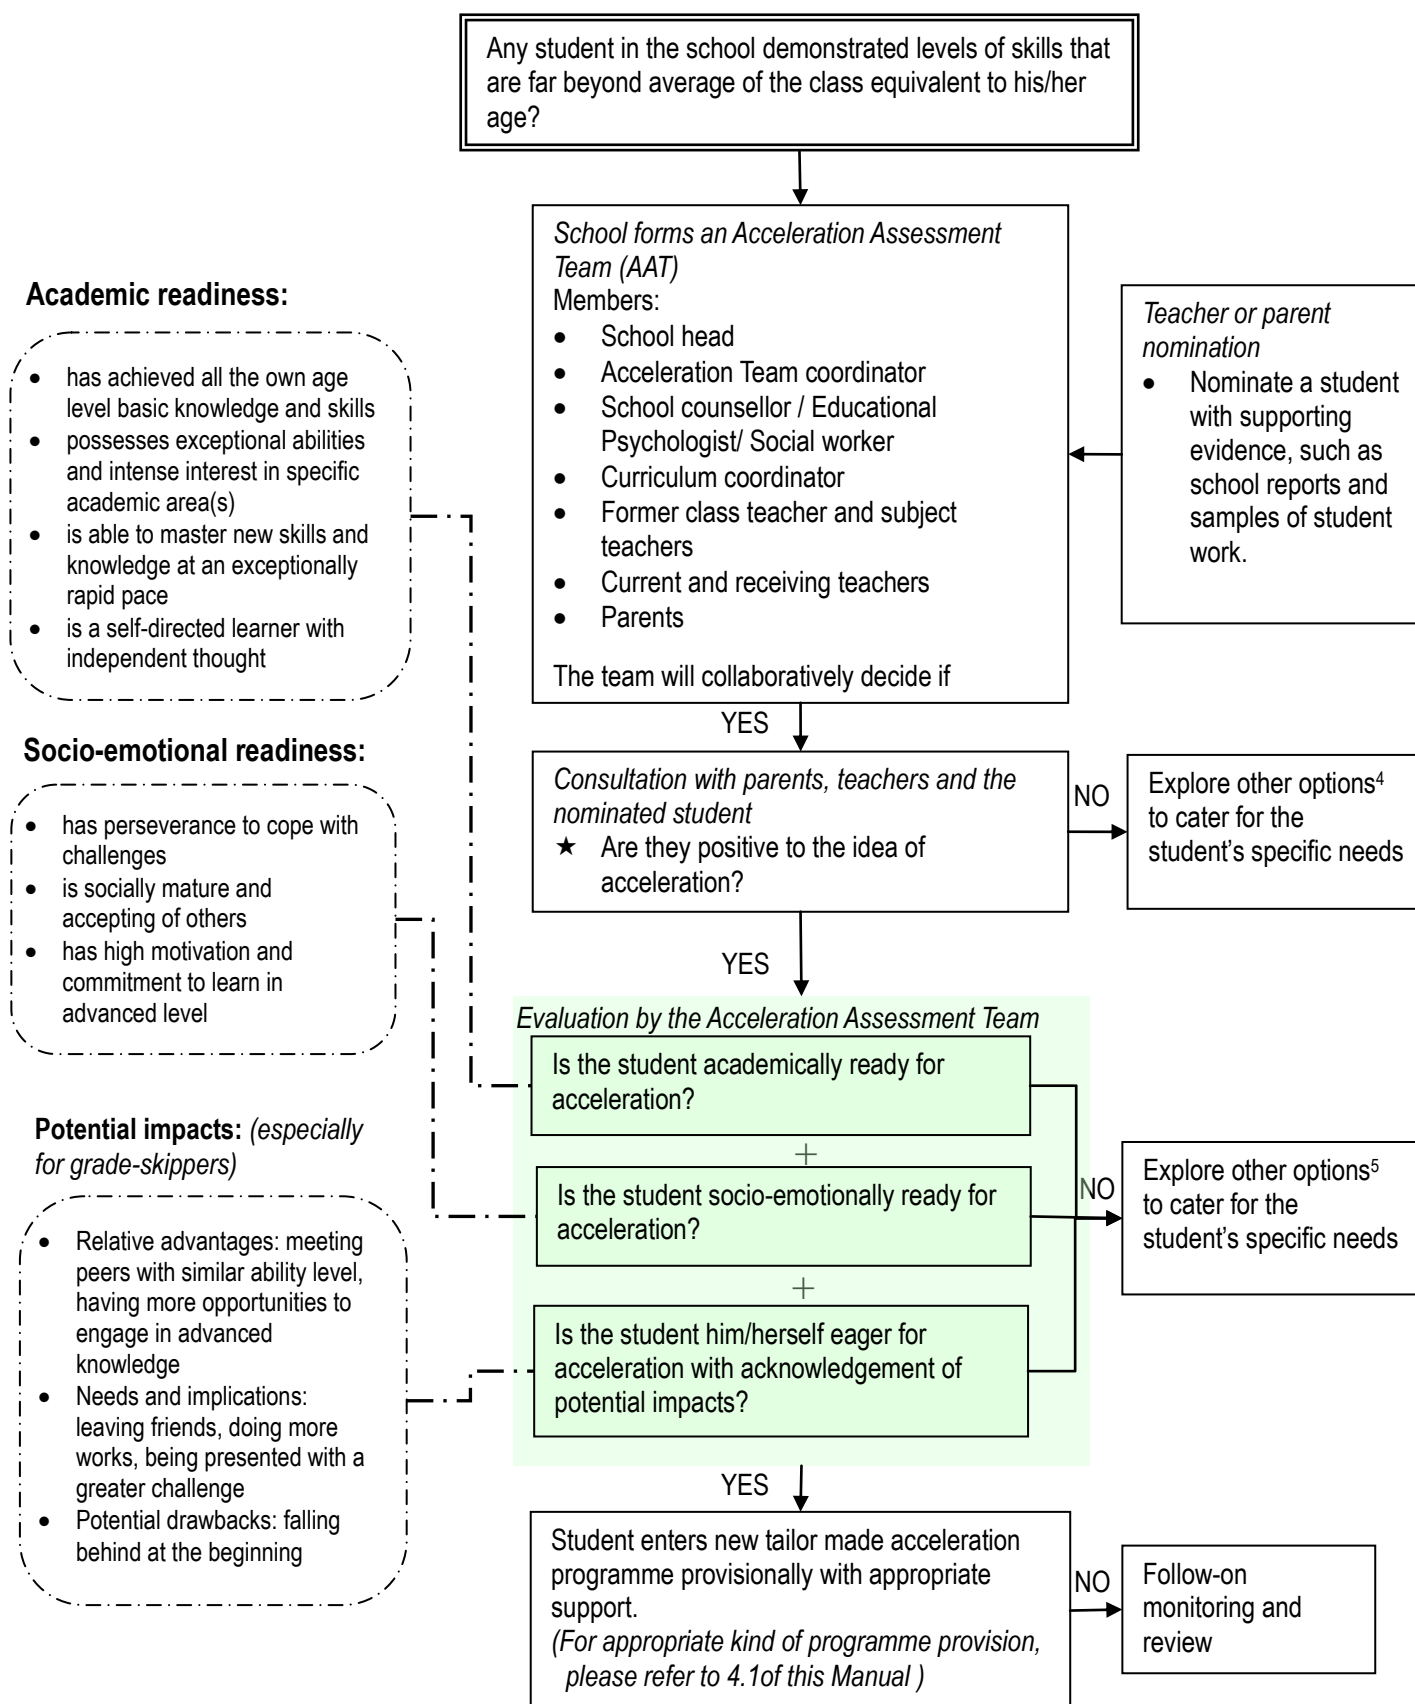 Any student in the school demonstrated levels of skills that
are far beyond average of the class equivalent to his/her
age?
School forms an Acceleration Assessment
Team (AAT)
Members:
• School head
• Acceleration Team coordinator
• School counsellor / Educational
Psychologist/ Social worker
• Curriculum coordinator
• Former class teacher and subject
teachers
• Current and receiving teachers
• Parents
The team will collaboratively decide if
Teacher or parent
nomination
• Nominate a student
with supporting
evidence, such as
school reports and
samples of student
work.
Academic readiness:
• has achieved all the own age
level basic knowledge and skills
• possesses exceptional abilities
and intense interest in specific
academic area(s)
• is able to master new skills and
knowledge at an exceptionally
rapid pace
• is a self-directed learner with
independent thought
YES
Consultation with parents, teachers and the
nominated student
★ Are they positive to the idea of
acceleration?
NO
Explore other options4
to cater for the
student's specific needs
Socio-emotional readiness:
• has perseverance to cope with
challenges
• is socially mature and
accepting of others
• has high motivation and
commitment to learn in
advanced level
YES
Evaluation by the Acceleration Assessment Team
Is the student academically ready for
acceleration?
+
Is the student socio-emotionally ready for
acceleration?
+
Is the student him/herself eager for
acceleration with acknowledgement of
potential impacts?
NO
Explore other options5
to cater for the
student's specific needs
Potential impacts: (especially
for grade-skippers)
• Relative advantages: meeting
peers with similar ability level,
having more opportunities to
engage in advanced
knowledge
• Needs and implications:
leaving friends, doing more
works, being presented with a
greater challenge
• Potential drawbacks: falling
behind at the beginning
YES
Student enters new tailor made acceleration
programme provisionally with appropriate
support.
(For appropriate kind of programme provision,
please refer to 4.1of this Manual )
NO
Follow-on
monitoring and
review